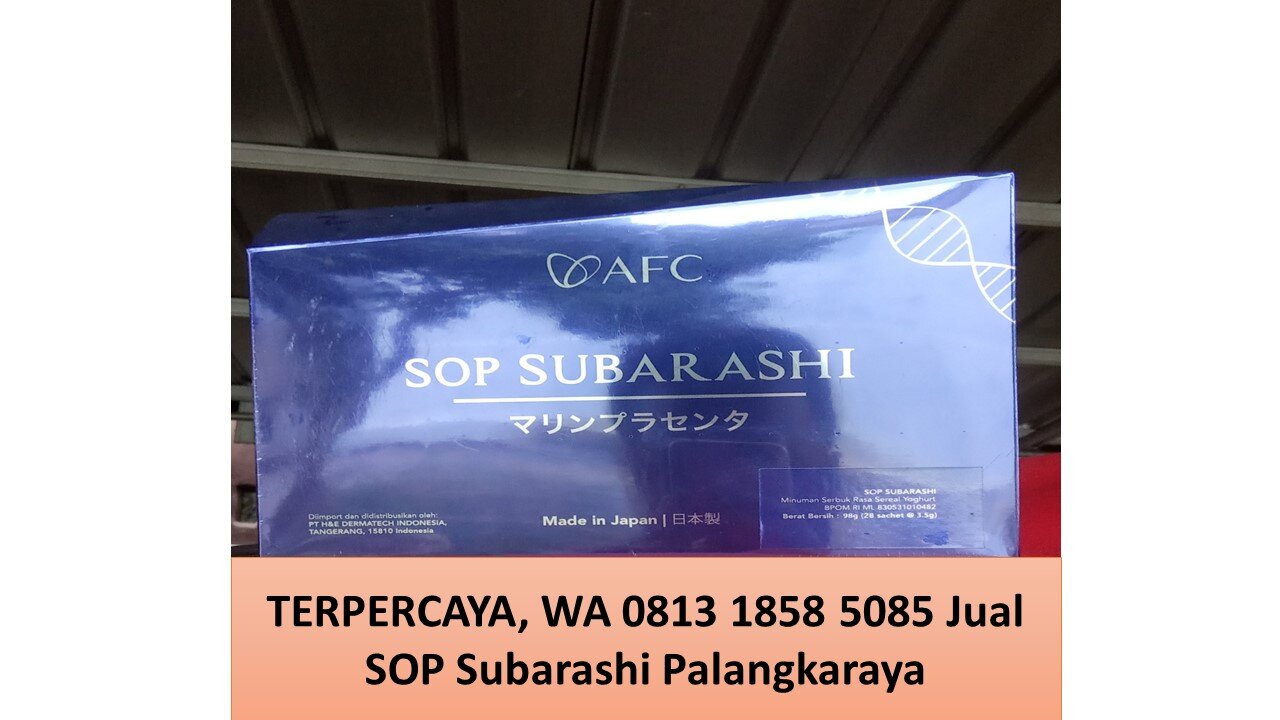 AFC
SOP SUBARASHI
マリンプラセンタ
SOP SUBARASHI
Minuman Serbuk Rasa Sereal Yoghurt
BPOM RI ML 830531010482
Berat Bersih : 98g (28 sachet @ 3.5g)
Diimport dan didistribusikan oleh:
PT H&E DERMATECH INDONESIA,
TANGERANG, 15810 Indonesia
Made in Japan | 日本製
TERPERCAYA, WA 0813 1858 5085 Jual
SOP Subarashi Palangkaraya